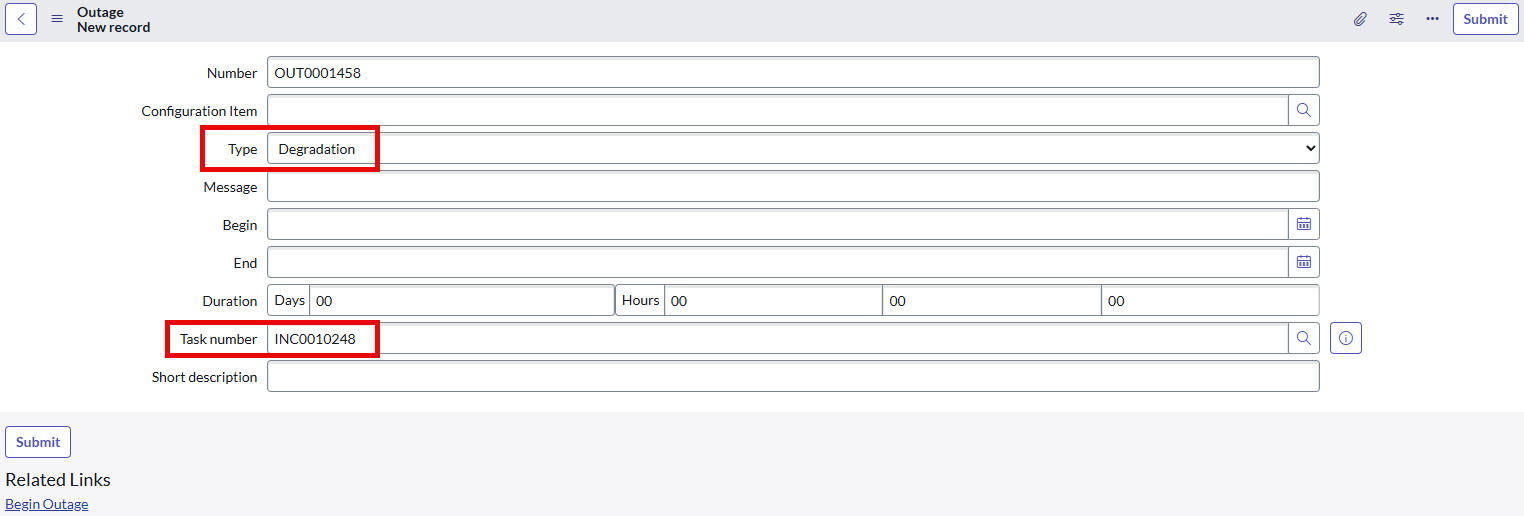 Outage
New record
Submit
Number OUT0001458
Configuration Item
Type Degradation
Message
Begin
End
Duration Days 00 Hours 00 00 00
Task number INC0010248
Short description
Submit
Related Links
Begin Outage